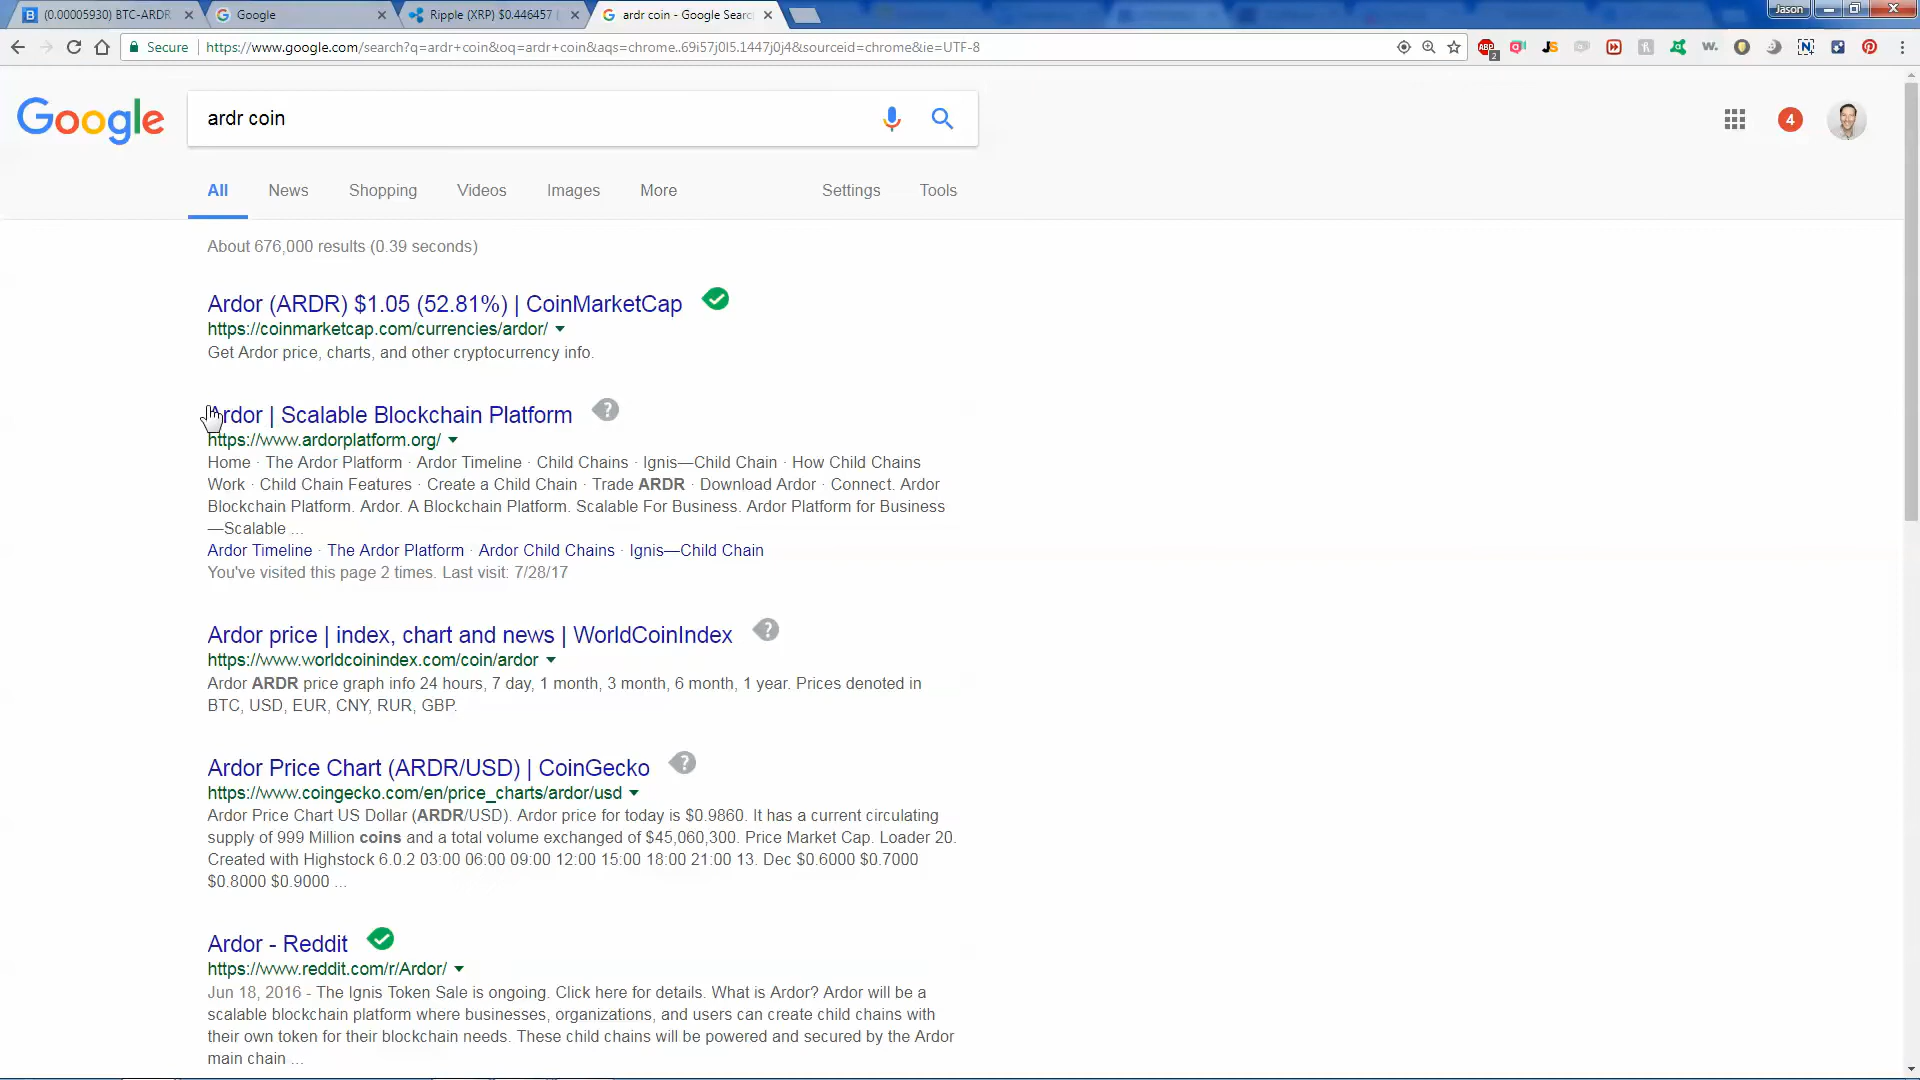 (0.00005930) BTC-ARDR
Google
Ripple (XRP) $0.446457
ardr coin - Google Searc
Jason
Secure
https://www.google.com/search?q=ardr+coin&oq=ardr+coin&aqs=chrome..69i57j0l5.1447j0j4&sourceid=chrome&ie=UTF-8
ABP
2
JS
W.
N
Google
ardr coin
4
All
News
Shopping
Videos
Images
More
Settings
Tools
About 676,000 results (0.39 seconds)
Ardor (ARDR) $1.05 (52.81%) | CoinMarketCap
https://coinmarketcap.com/currencies/ardor/
Get Ardor price, charts, and other cryptocurrency info.
Ardor | Scalable Blockchain Platform
https://www.ardorplatform.org/
Home · The Ardor Platform · Ardor Timeline · Child Chains · Ignis—Child Chain · How Child Chains
Work · Child Chain Features · Create a Child Chain · Trade ARDR · Download Ardor · Connect. Ardor
Blockchain Platform. Ardor. A Blockchain Platform. Scalable For Business. Ardor Platform for Business
—Scalable ...
Ardor Timeline · The Ardor Platform · Ardor Child Chains · Ignis—Child Chain
You've visited this page 2 times. Last visit: 7/28/17
Ardor price | index, chart and news | WorldCoinIndex
https://www.worldcoinindex.com/coin/ardor
Ardor ARDR price graph info 24 hours, 7 day, 1 month, 3 month, 6 month, 1 year. Prices denoted in
BTC, USD, EUR, CNY, RUR, GBP.
Ardor Price Chart (ARDR/USD) | CoinGecko
https://www.coingecko.com/en/price_charts/ardor/usd
Ardor Price Chart US Dollar (ARDR/USD). Ardor price for today is $0.9860. It has a current circulating
supply of 999 Million coins and a total volume exchanged of $45,060,300. Price Market Cap. Loader 20.
Created with Highstock 6.0.2 03:00 06:00 09:00 12:00 15:00 18:00 21:00 13. Dec $0.6000 $0.7000
$0.8000 $0.9000 ...
Ardor - Reddit
https://www.reddit.com/r/Ardor/
Jun 18, 2016 - The Ignis Token Sale is ongoing. Click here for details. What is Ardor? Ardor will be a
scalable blockchain platform where businesses, organizations, and users can create child chains with
their own token for their blockchain needs. These child chains will be powered and secured by the Ardor
main chain ...